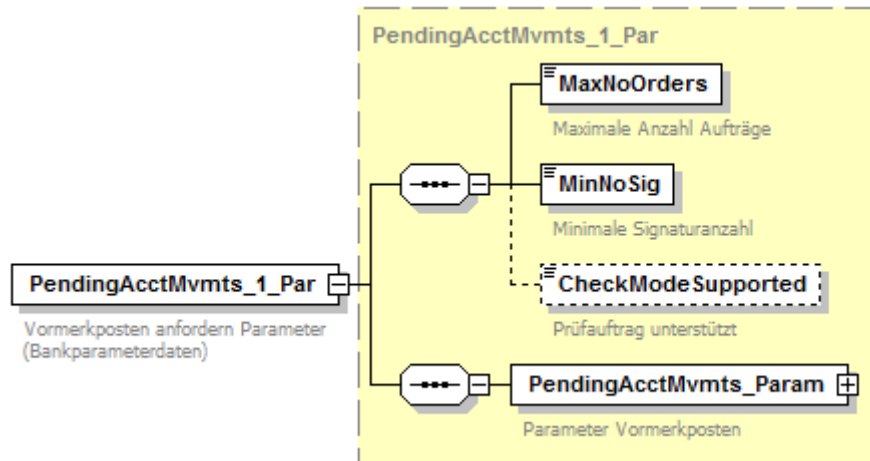 PendingAcctMvmts_1_Par
MaxNoOrders
Maximale Anzahl Aufträge
MinNoSig
Minimale Signaturanzahl
PendingAcctMvmts_1_Par
CheckModeSupported
Vormerkposten anfordern Parameter
(Bankparameterdaten)
Prüfauftrag unterstützt
PendingAcctMvmts_Param
Parameter Vormerkposten